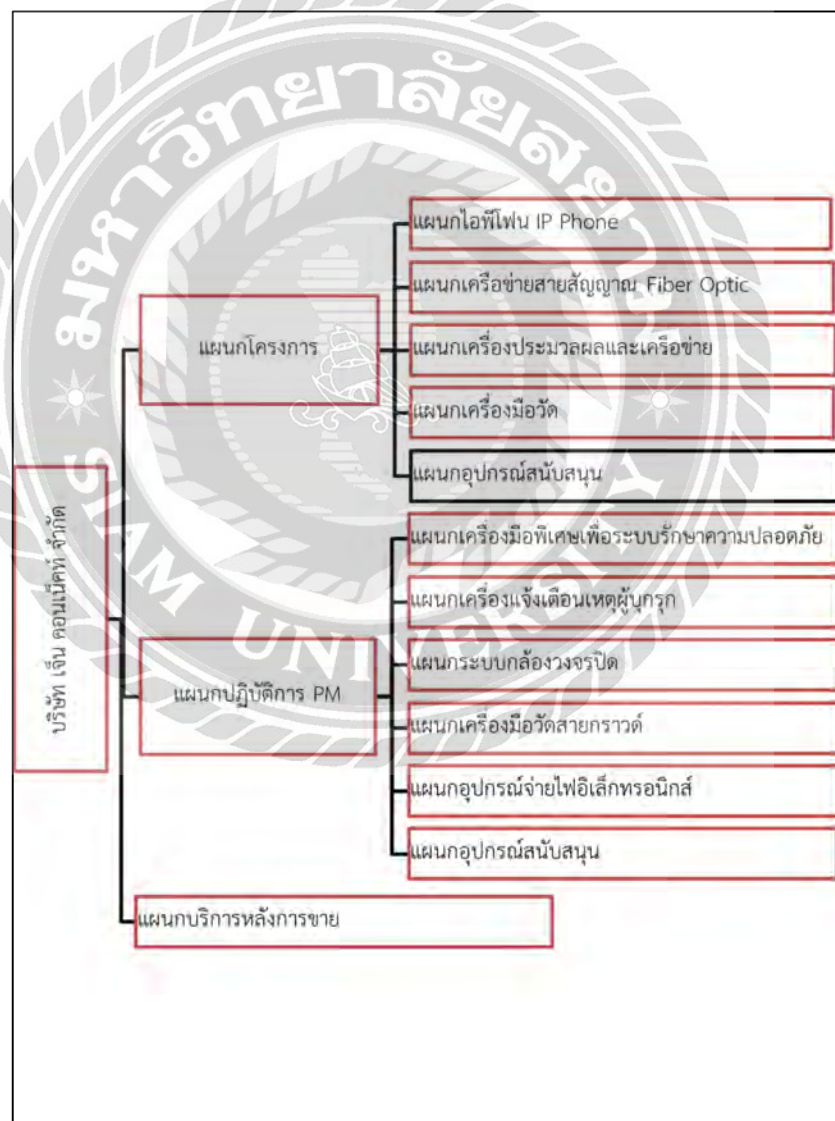 มหาวิทยาลัยสยาม
SIAM UNIVERSITY
บริษัท เจ็น คอนเน็คท์ จำกัด
แผนกโครงการ
แผนกไอพีโฟน IP Phone
แผนกเครือข่ายสายสัญญาณ Fiber Optic
แผนกเครื่องประมวลผลและเครือข่าย
แผนกเครื่องมือวัด
แผนกอุปกรณ์สนับสนุน
แผนกปฏิบัติการ PM
แผนกเครื่องมือพิเศษเพื่อระบบรักษาความปลอดภัย
แผนกเครื่องแจ้งเตือนเหตุผู้บุกรุก
แผนกระบบกล้องวงจรปิด
แผนกเครื่องมือวัดสายกราวด์
แผนกอุปกรณ์จ่ายไฟอิเล็กทรอนิกส์
แผนกอุปกรณ์สนับสนุน
แผนกบริการหลังการขาย